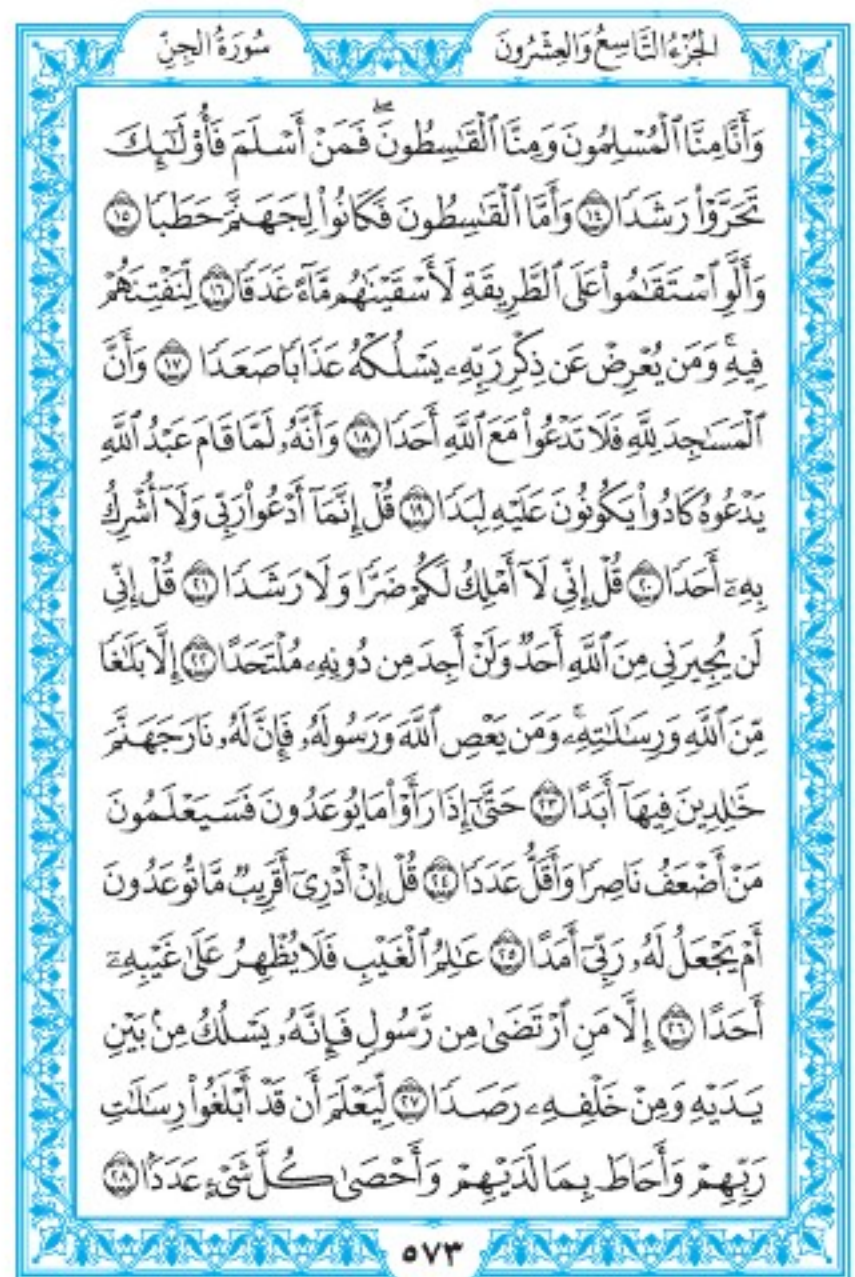 الجُزْءُ التَّاسِعُ وَالعِشْرُونَ
سُورَةُ الجِنِّ
وَأَنَّا مِنَّا ٱلْمُسْلِمُونَ وَمِنَّا ٱلْقَٰسِطُونَۖ فَمَنْ أَسْلَمَ فَأُو۟لَٰٓئِكَ
تَحَرَّوْا۟ رَشَدًا ١٤ وَأَمَّا ٱلْقَٰسِطُونَ فَكَانُوا۟ لِجَهَنَّمَ حَطَبًا ١٥
وَأَلَّوِ ٱسْتَقَٰمُوا۟ عَلَى ٱلطَّرِيقَةِ لَأَسْقَيْنَٰهُم مَّآءً غَدَقًا ١٦ لِّنَفْتِنَهُمْ
فِيهِۚ وَمَن يُعْرِضْ عَن ذِكْرِ رَبِّهِۦ يَسْلُكْهُ عَذَابًا صَعَدًا ١٧ وَأَنَّ
ٱلْمَسَٰجِدَ لِلَّهِ فَلَا تَدْعُوا۟ مَعَ ٱللَّهِ أَحَدًا ١٨ وَأَنَّهُۥ لَمَّا قَامَ عَبْدُ ٱللَّهِ
يَدْعُوهُ كَادُوا۟ يَكُونُونَ عَلَيْهِ لِبَدًا ١٩ قُلْ إِنَّمَآ أَدْعُوا۟ رَبِّى وَلَآ أُشْرِكُ
بِهِۦٓ أَحَدًا ٢٠ قُلْ إِنِّى لَآ أَمْلِكُ لَكُمْ ضَرًّا وَلَا رَشَدًا ٢١ قُلْ إِنِّى
لَن يُجِيرَنِى مِنَ ٱللَّهِ أَحَدٌ وَلَنْ أَجِدَ مِن دُونِهِۦ مُلْتَحَدًا ٢٢ إِلَّا بَلَٰغًا
مِّنَ ٱللَّهِ وَرِسَٰلَٰتِهِۦۚ وَمَن يَعْصِ ٱللَّهَ وَرَسُولَهُۥ فَإِنَّ لَهُۥ نَارَ جَهَنَّمَ
خَٰلِدِينَ فِيهَآ أَبَدًا ٢٣ حَتَّىٰٓ إِذَا رَأَوْا۟ مَا يُوعَدُونَ فَسَيَعْلَمُونَ
مَنْ أَضْعَفُ نَاصِرًا وَأَقَلُّ عَدَدًا ٢٤ قُلْ إِنْ أَدْرِىٓ أَقَرِيبٌ مَّا تُوعَدُونَ
أَمْ يَجْعَلُ لَهُۥ رَبِّىٓ أَمَدًا ٢٥ عَٰلِمُ ٱلْغَيْبِ فَلَا يُظْهِرُ عَلَىٰ غَيْبِهِۦٓ
أَحَدًا ٢٦ إِلَّا مَنِ ٱرْتَضَىٰ مِن رَّسُولٍ فَإِنَّهُۥ يَسْلُكُ مِنۢ بَيْنِ
يَدَيْهِ وَمِنْ خَلْفِهِۦ رَصَدًا ٢٧ لِّيَعْلَمَ أَن قَدْ أَبْلَغُوا۟ رِسَٰلَٰتِ
رَبِّهِمْ وَأَحَاطَ بِمَا لَدَيْهِمْ وَأَحْصَىٰ كُلَّ شَىْءٍ عَدَدًۢا ٢٨
٥٧٣